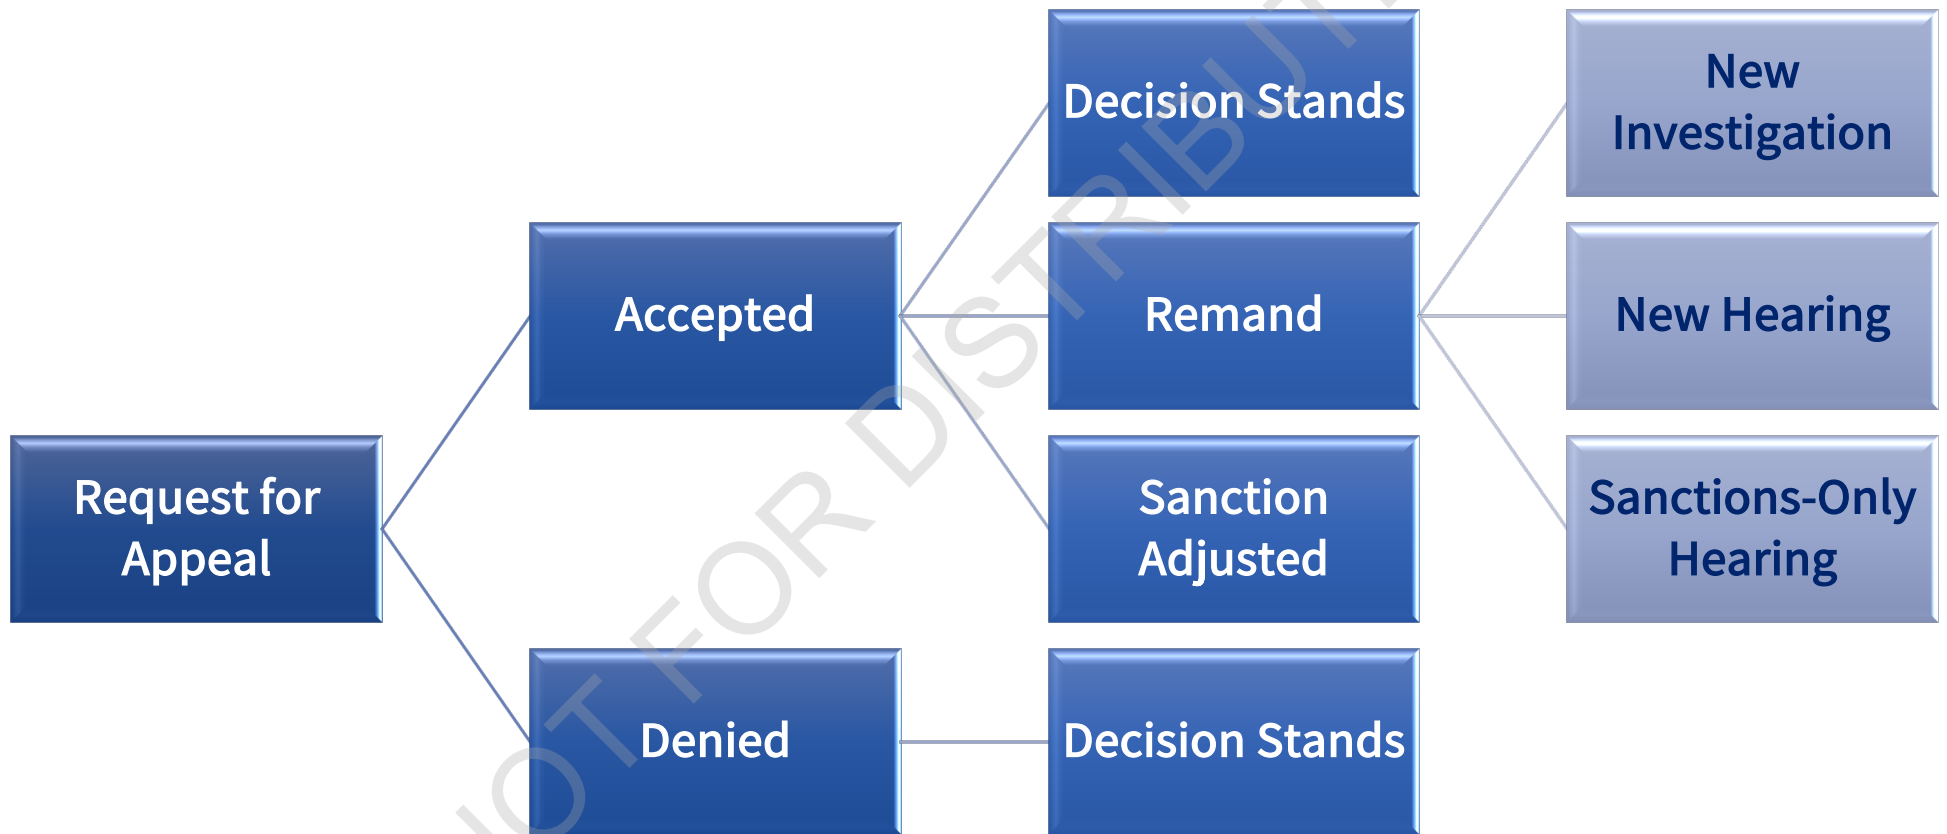 Decision Stands
New
Investigation
Accepted
Remand
New Hearing
Request for
Appeal
Sanction
Adjusted
Sanctions-Only
Hearing
Denied
Decision Stands
NOT FOR DISTRIBUT